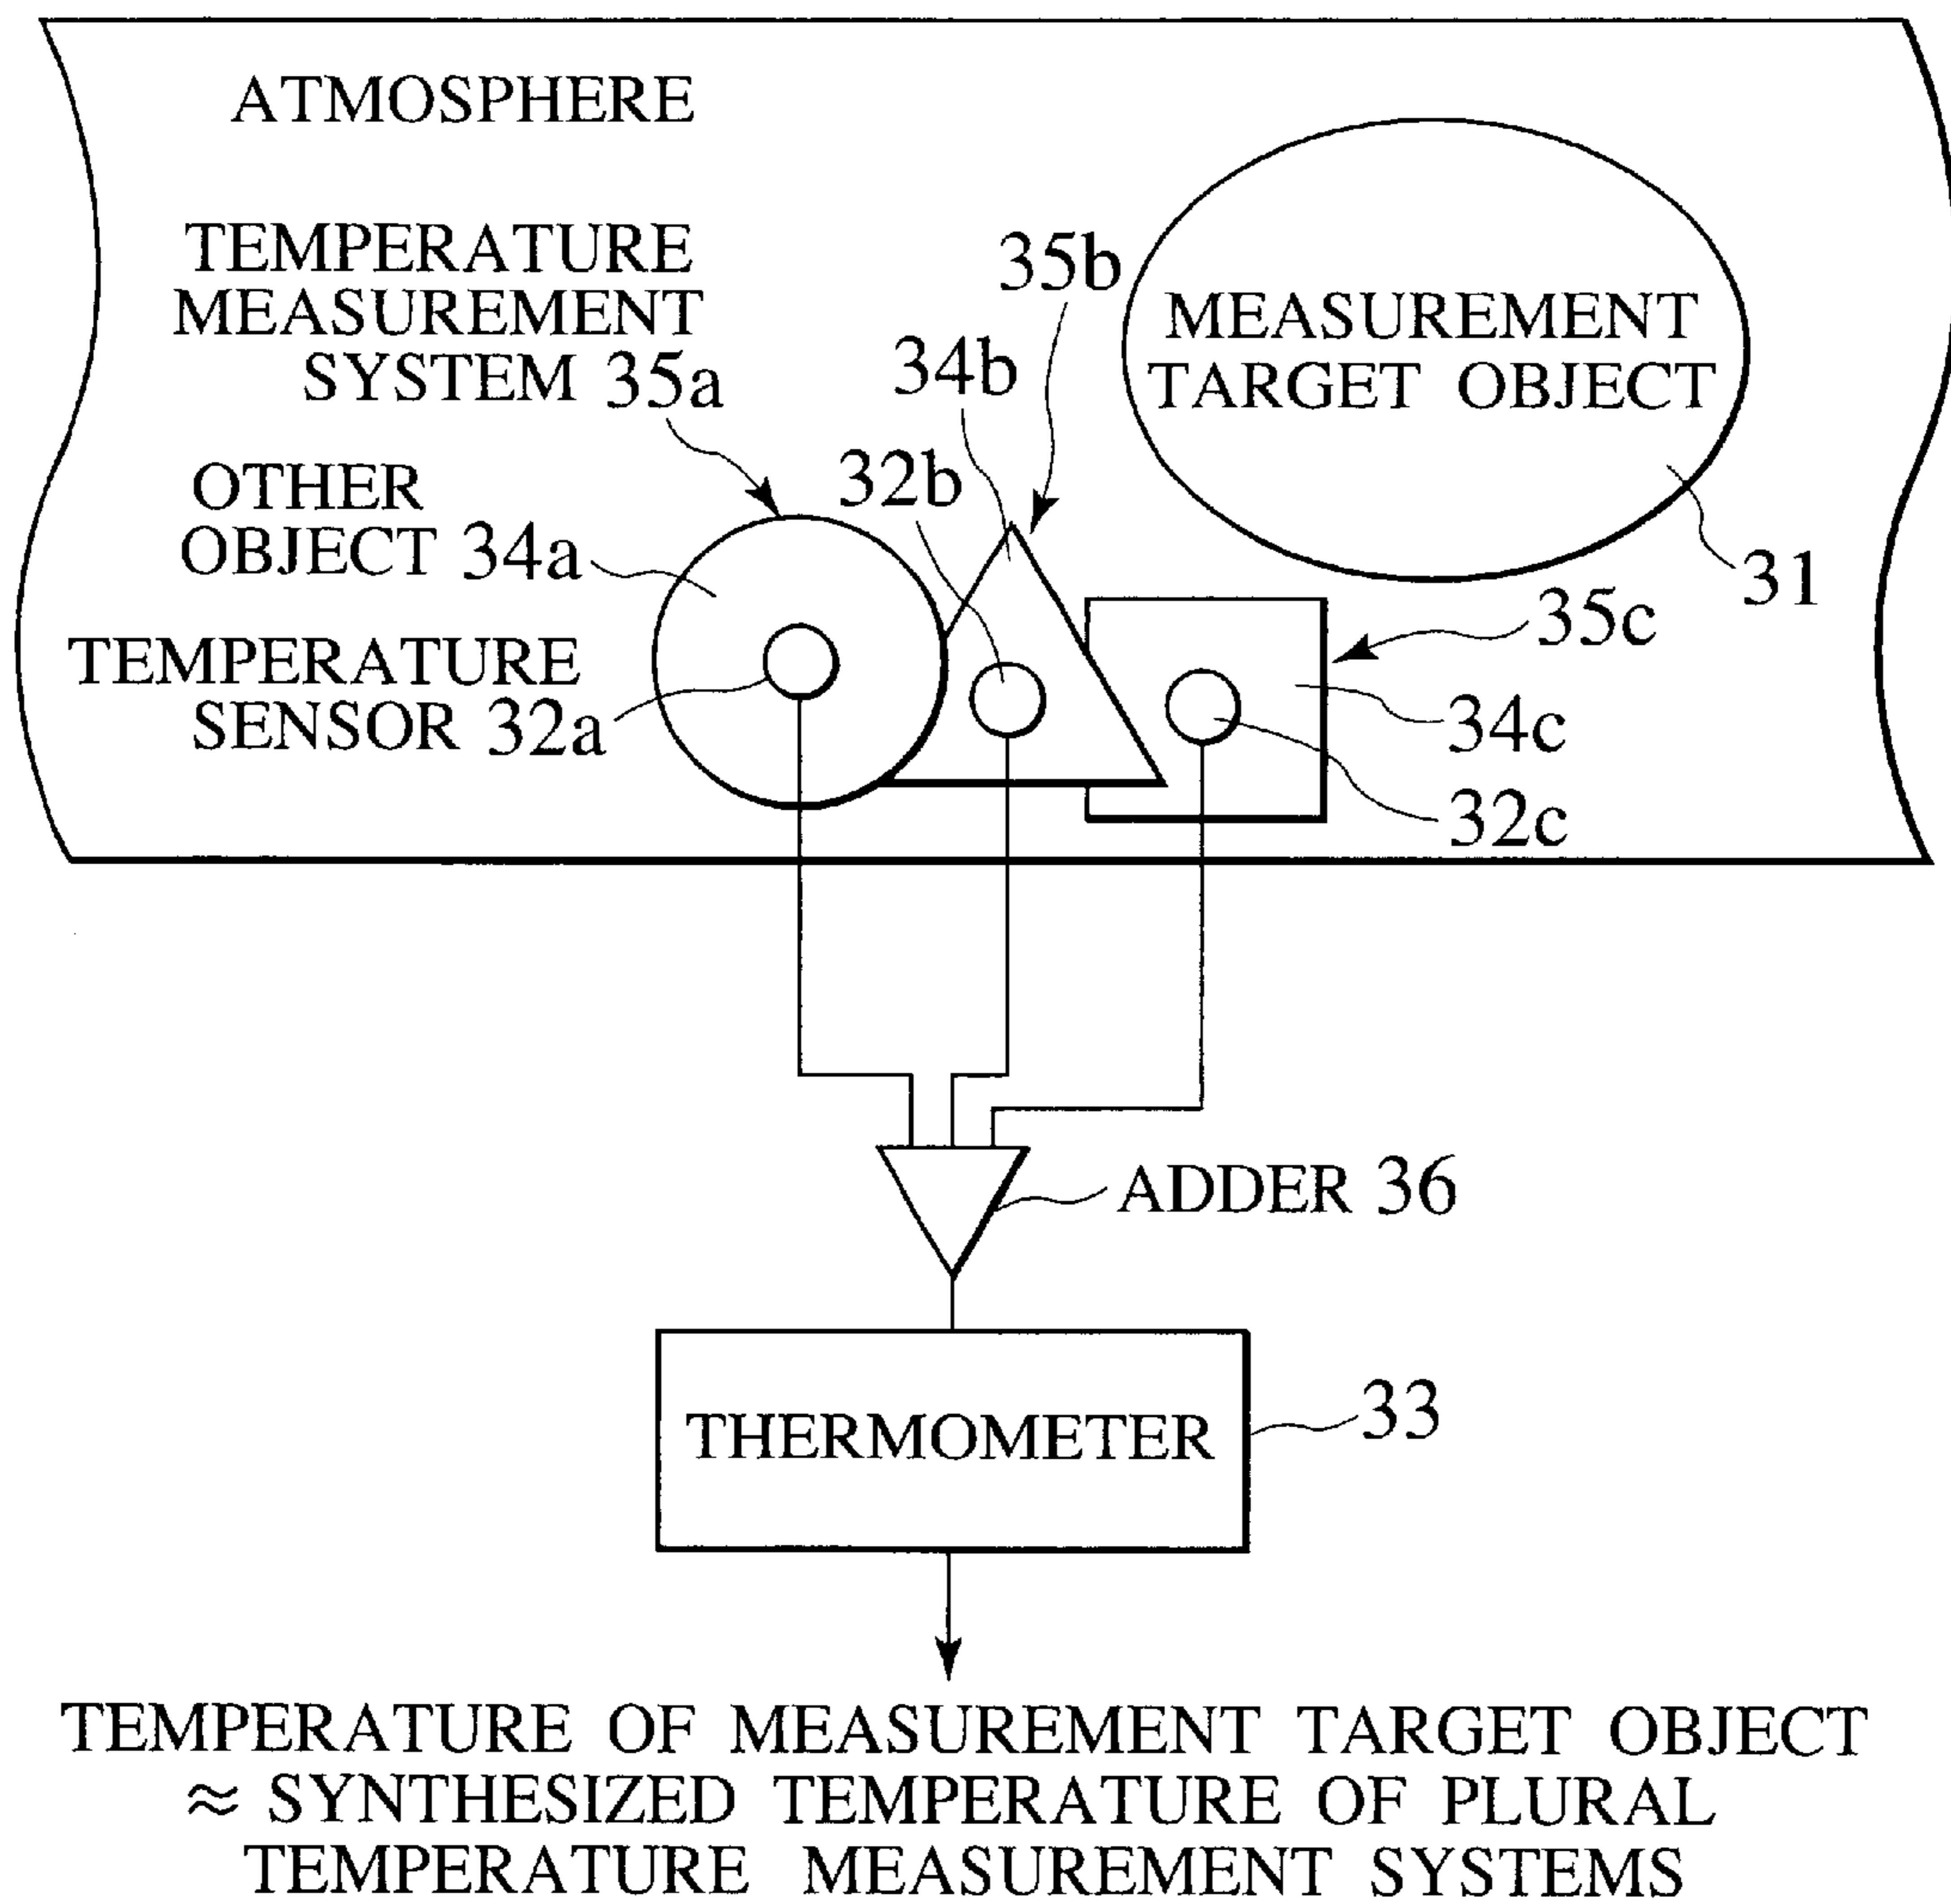 ATMOSPHERE
TEMPERATURE
MEASUREMENT
SYSTEM 35a
35b
34b
32b
MEASUREMENT
TARGET OBJECT
31
OTHER
OBJECT 34a
TEMPERATURE
SENSOR 32a
35c
34c
32c
ADDER 36
THERMOMETER
33
TEMPERATURE OF MEASUREMENT TARGET OBJECT
≈ SYNTHESIZED TEMPERATURE OF PLURAL
TEMPERATURE MEASUREMENT SYSTEMS